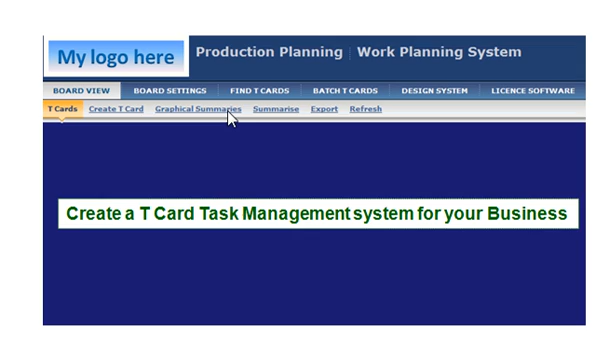 My logo here
Production Planning | Work Planning System
BOARD VIEW BOARD SETTINGS FIND T CARDS BATCH T CARDS DESIGN SYSTEM LICENCE SOFTWARE
T Cards Create T Card Graphical Summaries Summarise Export Refresh
Create a T Card Task Management system for your Business